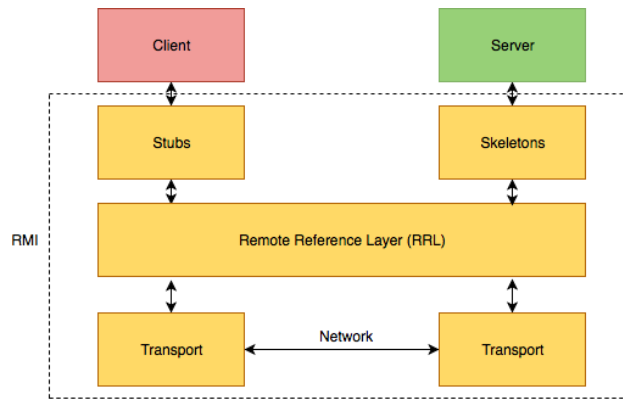 Client
Server
Stubs
Skeletons
RMI
Remote Reference Layer (RRL)
Network
Transport
Transport